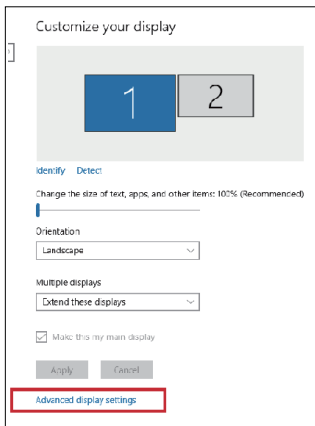 Customize your display
1
2
Identify Detect
Change the size of text, apps, and other items: 100% (Recommended)
Orientation
Landscape
Multiple displays
Extend these displays
Make this my main display
Apply Cancel
Advanced display settings